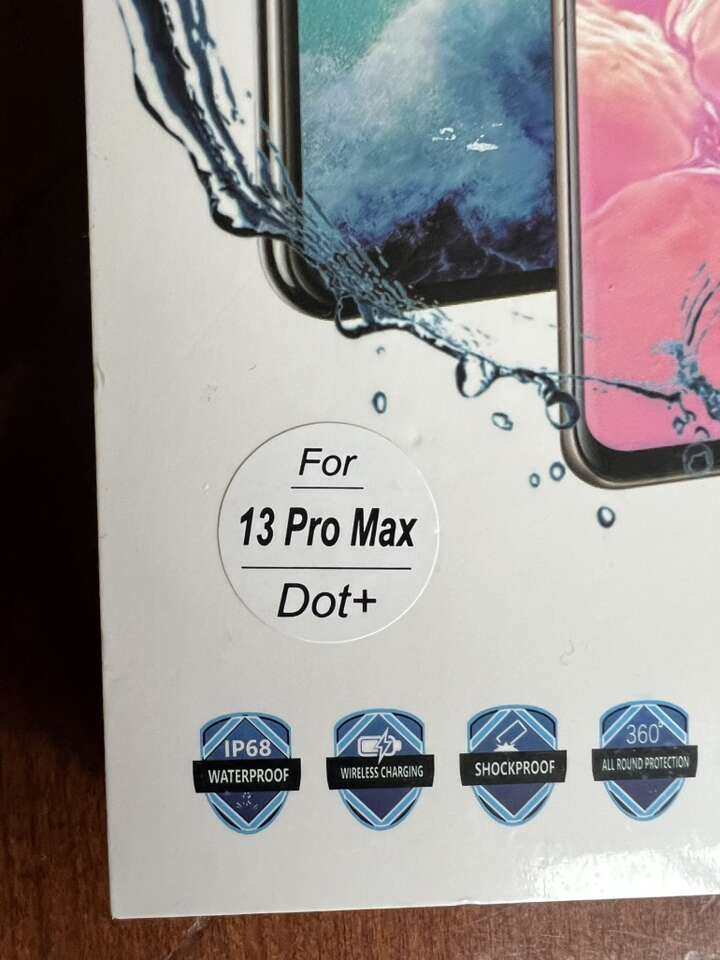 For
13 Pro Max
Dot+
IP68
WATERPROOF
WIRELESS CHARGING
SHOCKPROOF
360°
ALL ROUND PROTECTION